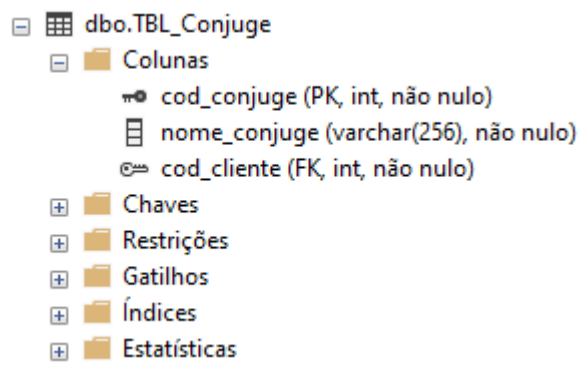 dbo.TBL_Conjuge
Colunas
cod_conjuge (PK, int, não nulo)
nome_conjuge (varchar(256), não nulo)
cod_cliente (FK, int, não nulo)
Chaves
Restrições
Gatilhos
Índices
Estatísticas